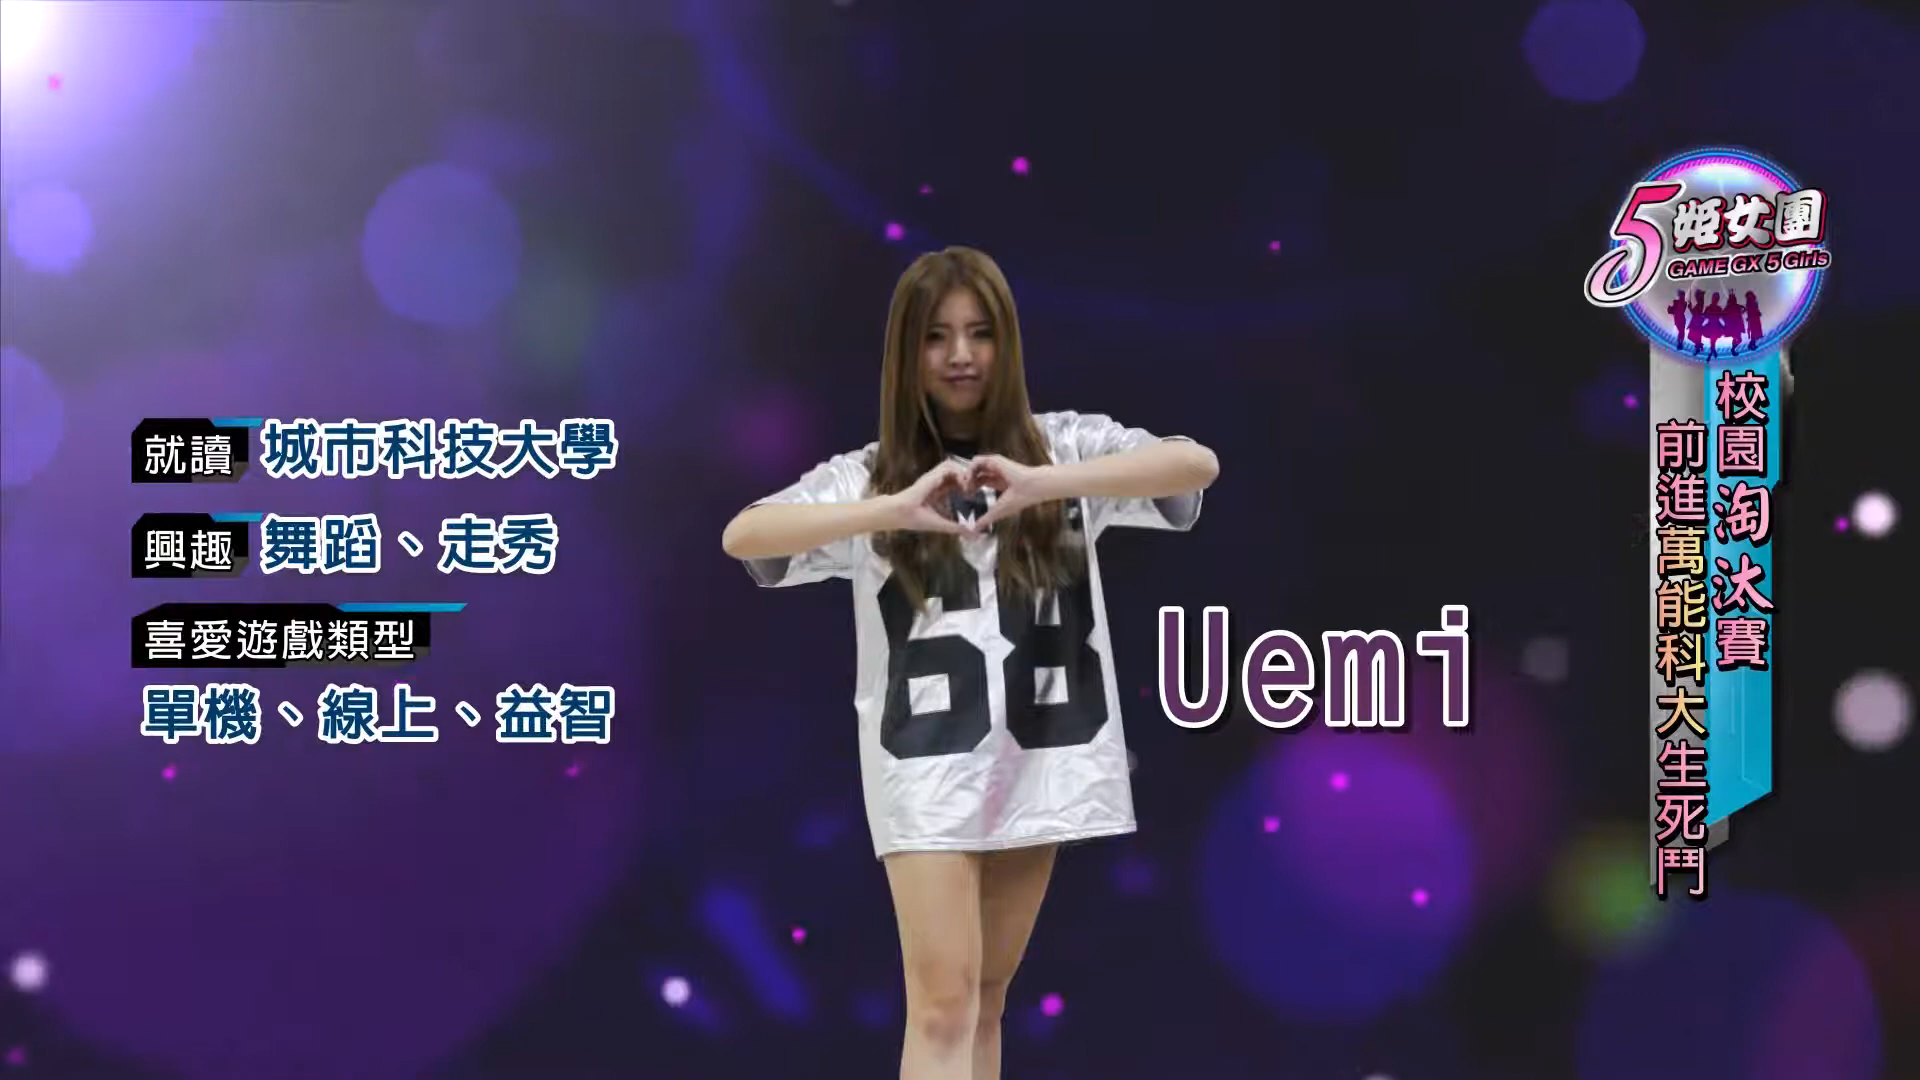 就讀 城市科技大學
興趣 舞蹈、走秀
喜愛遊戲類型
單機、線上、益智
68
Uemi
5姬女團
GAME GX 5 Girls
校園淘汰賽
前進萬能科大生死鬥